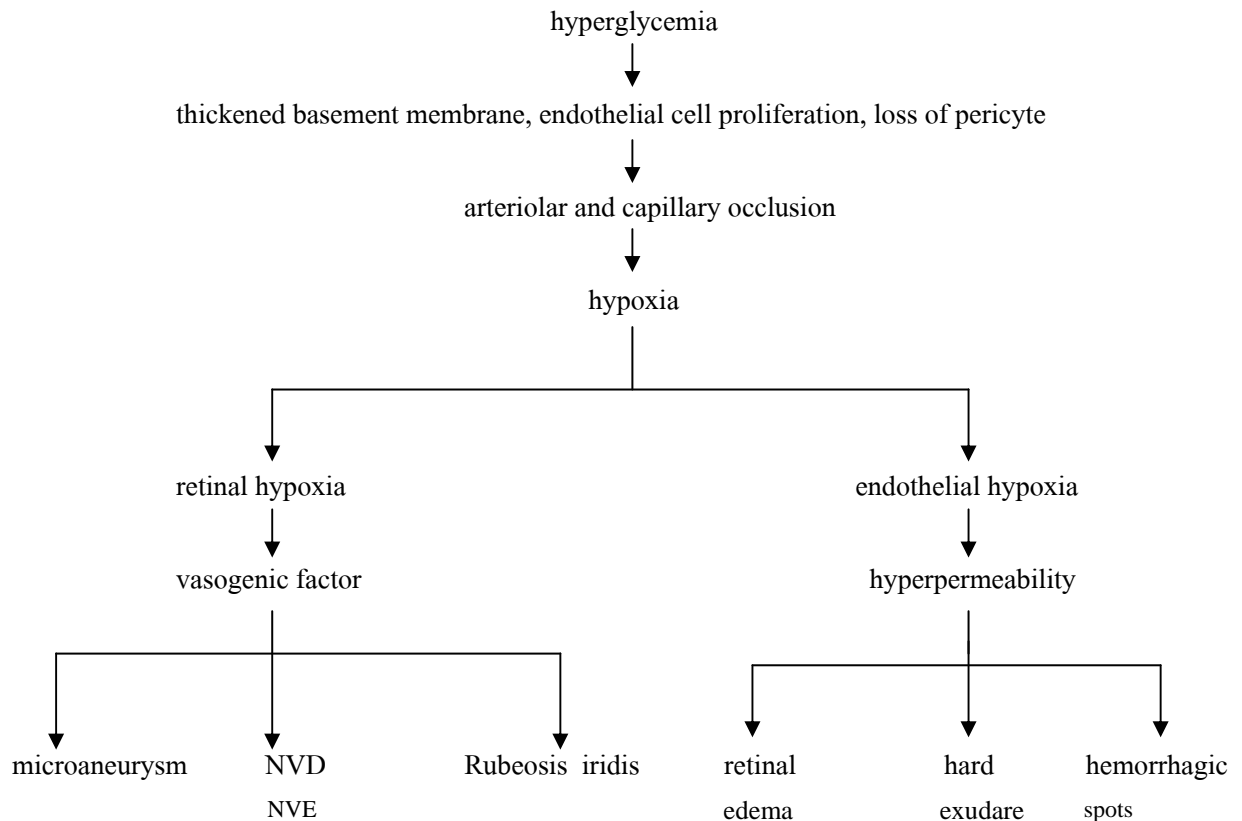 hyperglycemia
thickened basement membrane, endothelial cell proliferation, loss of pericyte
arteriolar and capillary occlusion
hypoxia
retinal hypoxia
endothelial hypoxia
vasogenic factor
hyperpermeability
microaneurysm
NVD
NVE
Rubeosis iridis
retinal
edema
hard
exudare
hemorrhagic
spots